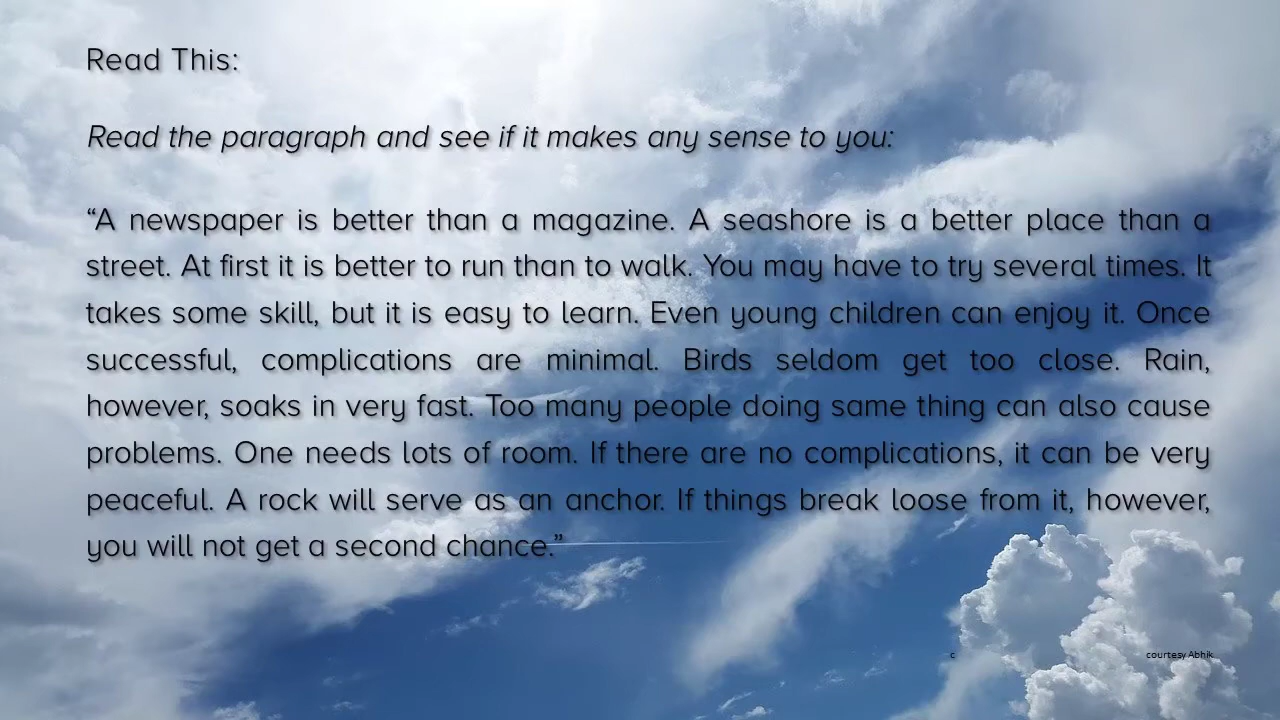 Read This:
Read the paragraph and see if it makes any sense to you:
“A newspaper is better than a magazine. A seashore is a better place than a
street. At first it is better to run than to walk. You may have to try several times. It
takes some skill, but it is easy to learn. Even young children can enjoy it. Once
successful, complications are minimal. Birds seldom get too close. Rain,
however, soaks in very fast. Too many people doing same thing can also cause
problems. One needs lots of room. If there are no complications, it can be very
peaceful. A rock will serve as an anchor. If things break loose from it, however,
you will not get a second chance.”
c courtesy Abhik